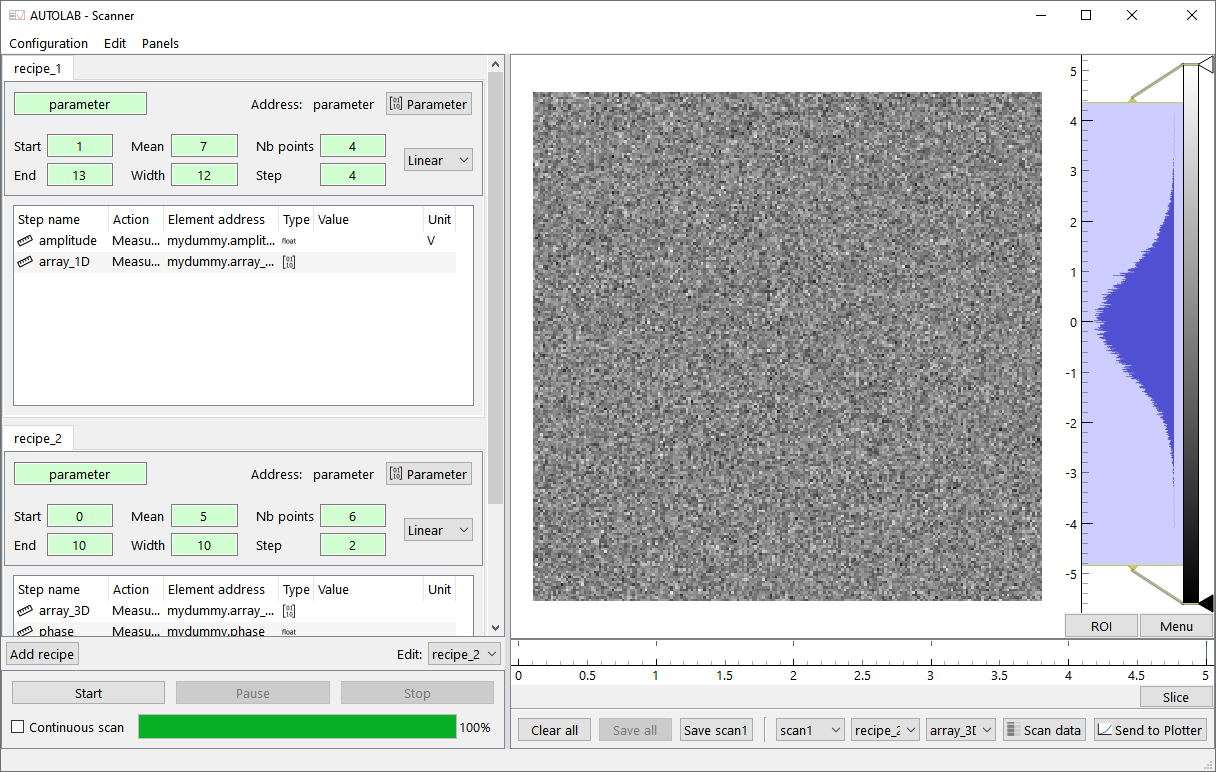 AUTOLAB - Scanner
Configuration Edit Panels
recipe_1
parameter Address: parameter Parameter
Start 1 Mean 7 Nb points 4 Linear
End 13 Width 12 Step 4
Step name Action Element address Type Value Unit
amplitude Measu... mydummy.amplit... float V
array_1D Measu... mydummy.array_...
recipe_2
parameter Address: parameter Parameter
Start 0 Mean 5 Nb points 6 Linear
End 10 Width 10 Step 2
Step name Action Element address Type Value Unit
array_3D Measu... mydummy.array_...
phase Measu... mydummy.phase float
Add recipe Edit: recipe_2
Start Pause Stop
Continuous scan 100%
5
4
3
2
1
0
-1
-2
-3
-4
-5
ROI Menu
0 0.5 1 1.5 2 2.5 3 3.5 4 4.5 5
Slice
Clear all Save all Save scan1 scan1 recipe_2 array_3D Scan data Send to Plotter